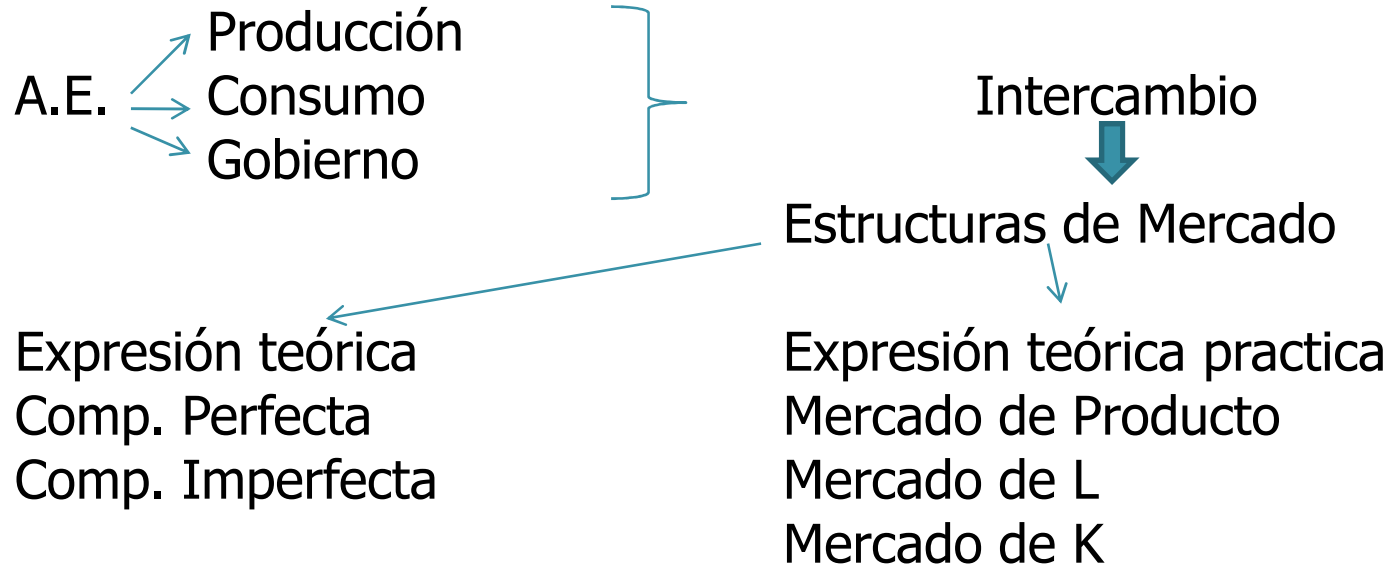 Producción
A.E.
Consumo
Gobierno
Intercambio
Estructuras de Mercado
Expresión teórica
Comp. Perfecta
Comp. Imperfecta
Expresión teórica practica
Mercado de Producto
Mercado de L
Mercado de K